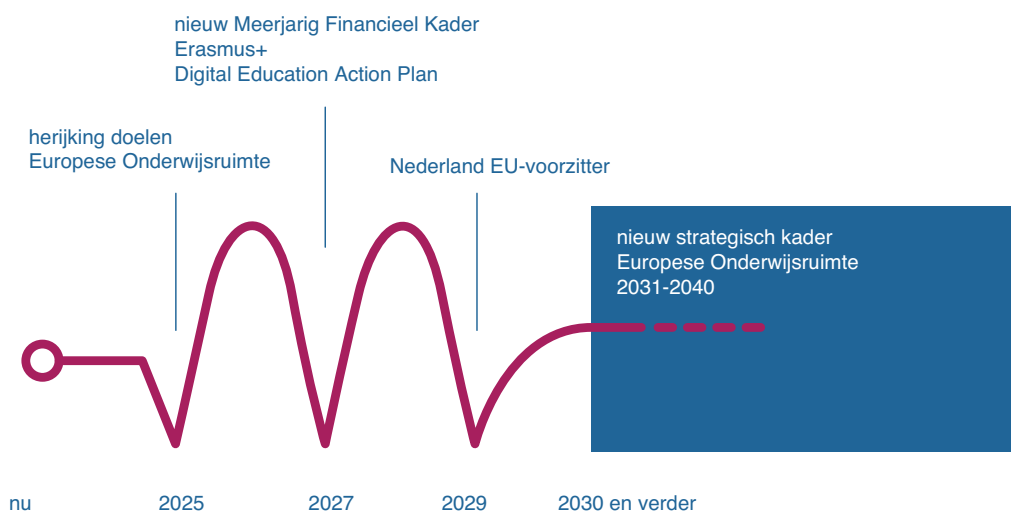 nieuw Meerjarig Financieel Kader
Erasmus+
Digital Education Action Plan
herijking doelen
Europese Onderwijsruimte
Nederland EU-voorzitter
nieuw strategisch kader
Europese Onderwijsruimte
2031-2040
nu
2025
2027
2029
2030 en verder